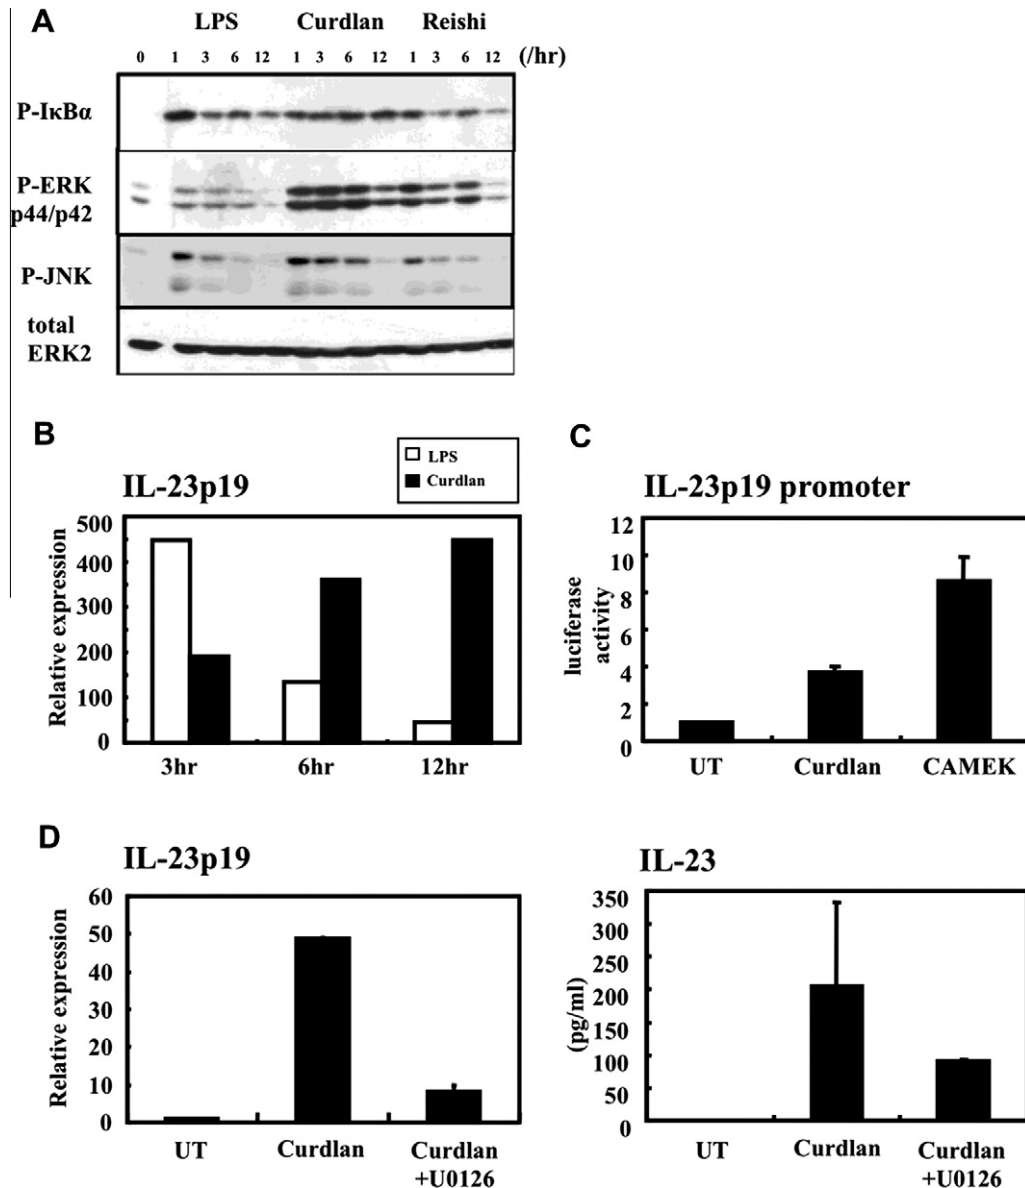 A
LPS Curdlan Reishi
0 1 3 6 12 1 3 6 12 1 3 6 12 (/hr)
P-IκBα
P-ERK
p44/p42
P-JNK
total
ERK2
B
LPS
Curdlan
IL-23p19
Relative expression
500
400
300
200
100
0
3hr 6hr 12hr
C
IL-23p19 promoter
luciferase
activity
12
10
8
6
4
2
0
UT Curdlan CAMEK
D
IL-23p19
Relative expression
60
50
40
30
20
10
0
UT Curdlan Curdlan
+U0126
IL-23
(pg/ml)
350
300
250
200
150
100
50
0
UT Curdlan Curdlan
+U0126